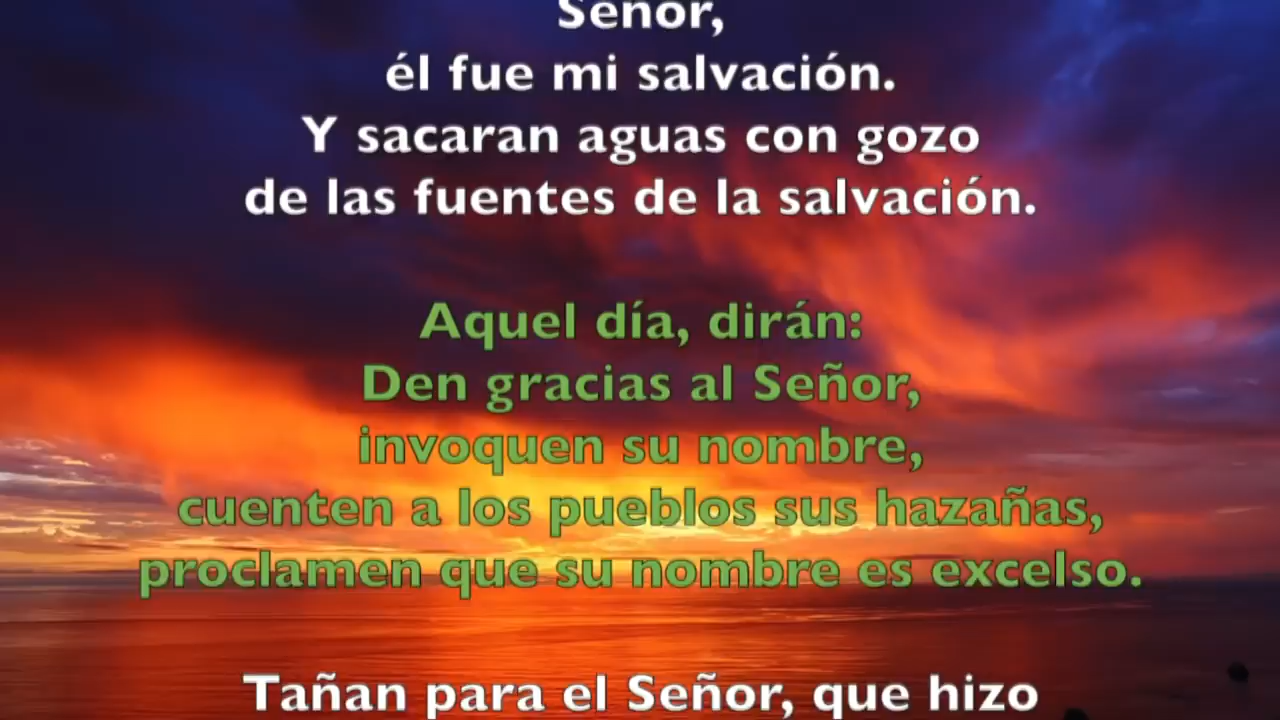 Señor,
él fue mi salvación.
Y sacaran aguas con gozo
de las fuentes de la salvación.
Aquel día, dirán:
Den gracias al Señor,
invoquen su nombre,
cuenten a los pueblos sus hazañas,
proclamen que su nombre es excelso.
Tañan para el Señor, que hizo